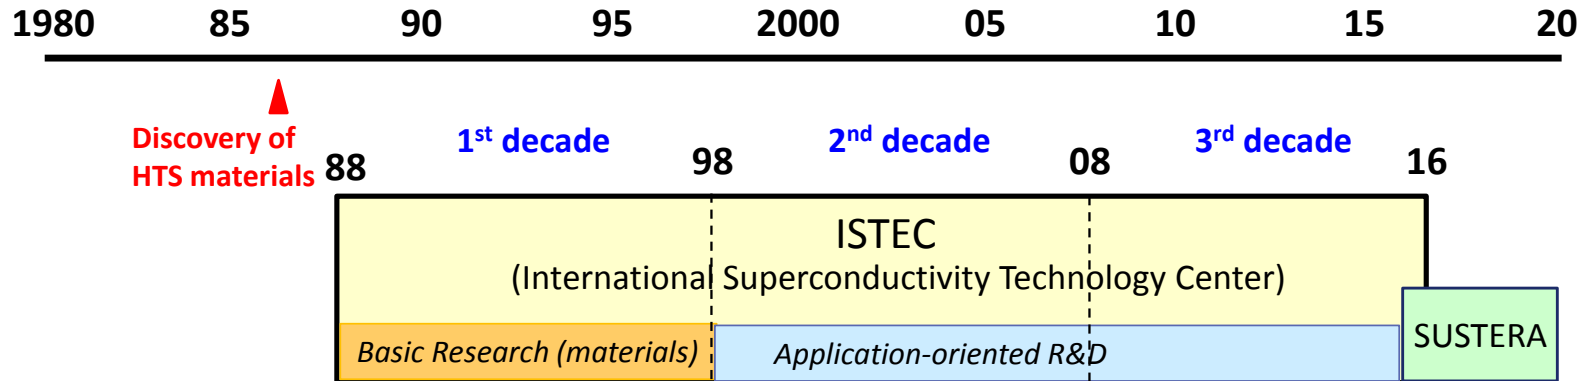 1980 85 90 95 2000 05 10 15 20
Discovery of
HTS materials
1st decade 2nd decade 3rd decade
88 98 08 16
ISTEC
(International Superconductivity Technology Center)
Basic Research (materials) Application-oriented R&D SUSTERA